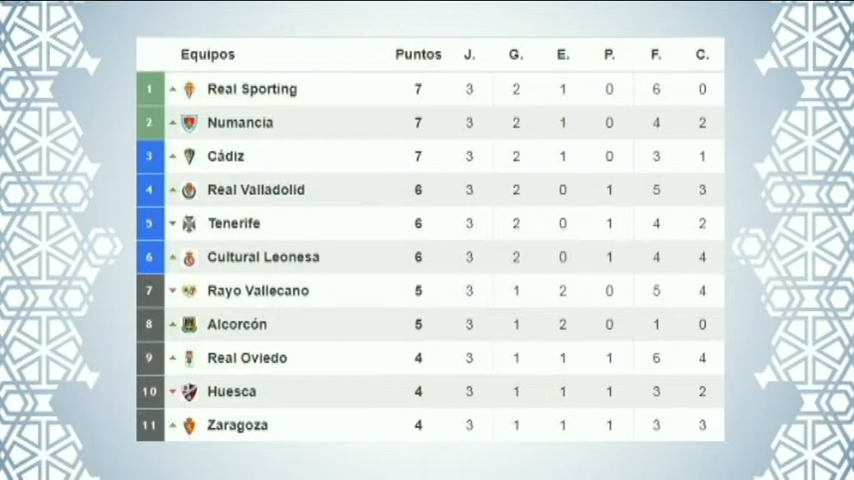 Equipos Puntos J. G. E. P. F. C.
1 Real Sporting 7 3 2 1 0 6 0
2 Numancia 7 3 2 1 0 4 2
3 Cádiz 7 3 2 1 0 3 1
4 Real Valladolid 6 3 2 0 1 5 3
5 Tenerife 6 3 2 0 1 4 2
6 Cultural Leonesa 6 3 2 0 1 4 4
7 Rayo Vallecano 5 3 1 2 0 5 4
8 Alcorcón 5 3 1 2 0 1 0
9 Real Oviedo 4 3 1 1 1 6 4
10 Huesca 4 3 1 1 1 3 2
11 Zaragoza 4 3 1 1 1 3 3